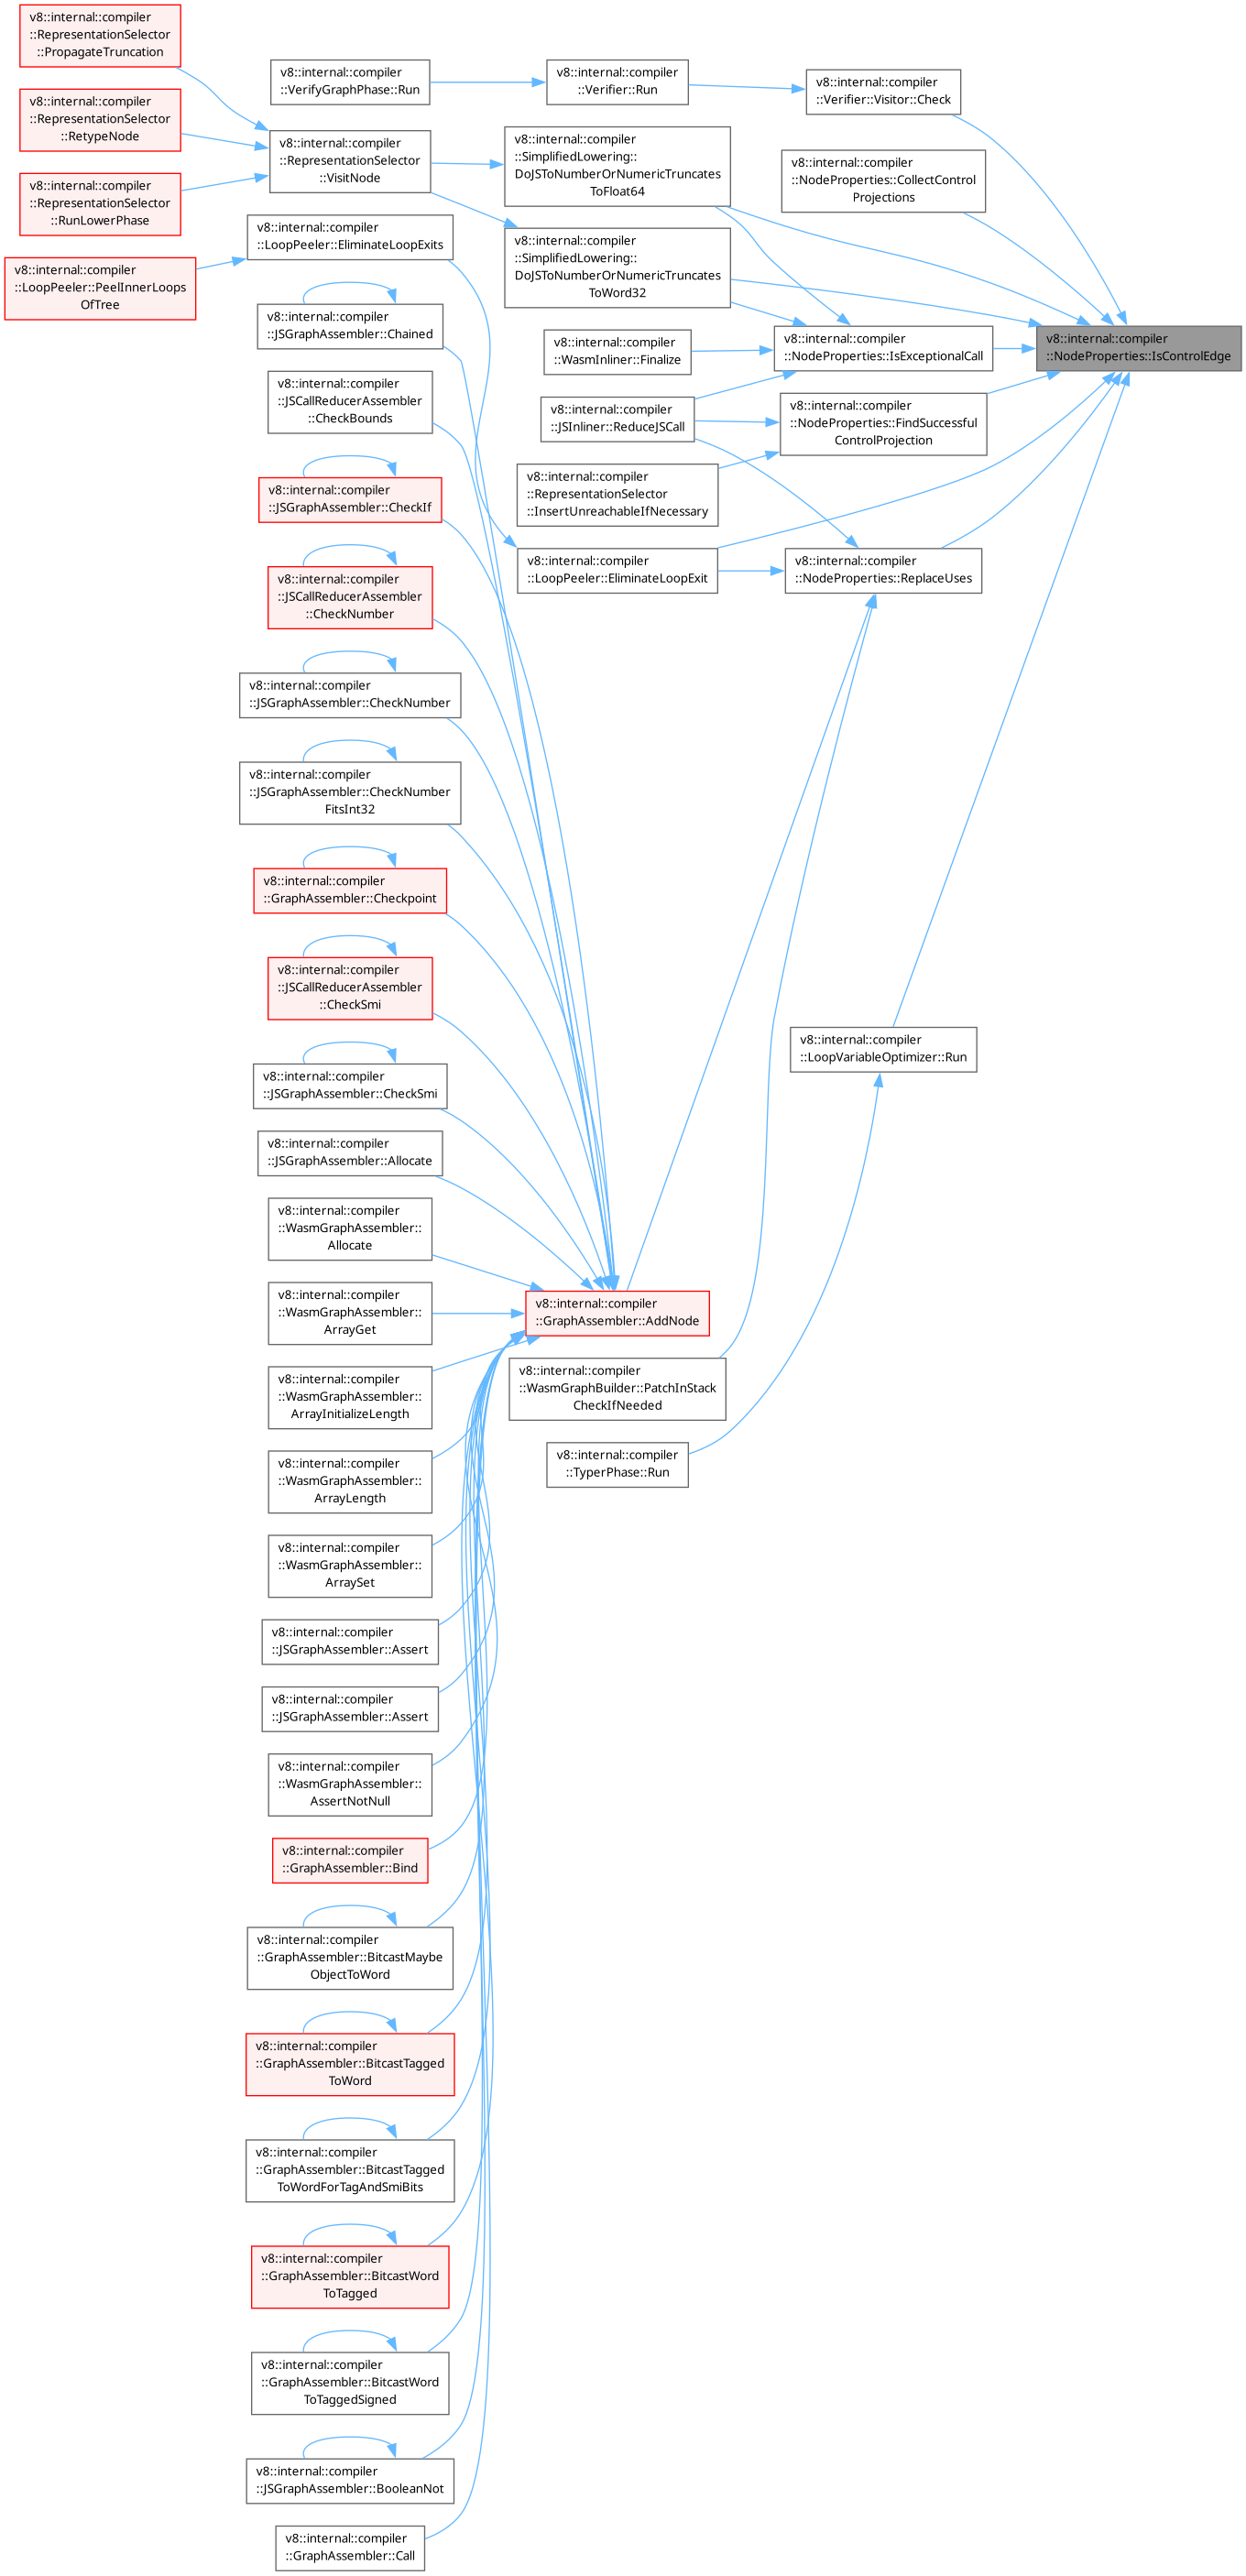 v8::internal::compiler
::RepresentationSelector
::PropagateTruncation
v8::internal::compiler
::RepresentationSelector
::RetypeNode
v8::internal::compiler
::RepresentationSelector
::RunLowerPhase
v8::internal::compiler
::LoopPeeler::PeelInnerLoops
OfTree
v8::internal::compiler
::VerifyGraphPhase::Run
v8::internal::compiler
::RepresentationSelector
::VisitNode
v8::internal::compiler
::LoopPeeler::EliminateLoopExits
v8::internal::compiler
::JSGraphAssembler::Chained
v8::internal::compiler
::JSCallReducerAssembler
::CheckBounds
v8::internal::compiler
::JSGraphAssembler::CheckIf
v8::internal::compiler
::JSCallReducerAssembler
::CheckNumber
v8::internal::compiler
::JSGraphAssembler::CheckNumber
v8::internal::compiler
::JSGraphAssembler::CheckNumber
FitsInt32
v8::internal::compiler
::GraphAssembler::Checkpoint
v8::internal::compiler
::JSCallReducerAssembler
::CheckSmi
v8::internal::compiler
::JSGraphAssembler::CheckSmi
v8::internal::compiler
::JSGraphAssembler::Allocate
v8::internal::compiler
::WasmGraphAssembler::
Allocate
v8::internal::compiler
::WasmGraphAssembler::
ArrayGet
v8::internal::compiler
::WasmGraphAssembler::
ArrayInitializeLength
v8::internal::compiler
::WasmGraphAssembler::
ArrayLength
v8::internal::compiler
::WasmGraphAssembler::
ArraySet
v8::internal::compiler
::JSGraphAssembler::Assert
v8::internal::compiler
::JSGraphAssembler::Assert
v8::internal::compiler
::WasmGraphAssembler::
AssertNotNull
v8::internal::compiler
::GraphAssembler::Bind
v8::internal::compiler
::GraphAssembler::BitcastMaybe
ObjectToWord
v8::internal::compiler
::GraphAssembler::BitcastTagged
ToWord
v8::internal::compiler
::GraphAssembler::BitcastTagged
ToWordForTagAndSmiBits
v8::internal::compiler
::GraphAssembler::BitcastWord
ToTagged
v8::internal::compiler
::GraphAssembler::BitcastWord
ToTaggedSigned
v8::internal::compiler
::JSGraphAssembler::BooleanNot
v8::internal::compiler
::GraphAssembler::Call
v8::internal::compiler
::Verifier::Run
v8::internal::compiler
::SimplifiedLowering::
DoJSToNumberOrNumericTruncates
ToFloat64
v8::internal::compiler
::SimplifiedLowering::
DoJSToNumberOrNumericTruncates
ToWord32
v8::internal::compiler
::WasmInliner::Finalize
v8::internal::compiler
::JSInliner::ReduceJSCall
v8::internal::compiler
::RepresentationSelector
::InsertUnreachableIfNecessary
v8::internal::compiler
::LoopPeeler::EliminateLoopExit
v8::internal::compiler
::GraphAssembler::AddNode
v8::internal::compiler
::WasmGraphBuilder::PatchInStack
CheckIfNeeded
v8::internal::compiler
::TyperPhase::Run
v8::internal::compiler
::Verifier::Visitor::Check
v8::internal::compiler
::NodeProperties::CollectControl
Projections
v8::internal::compiler
::NodeProperties::IsExceptionalCall
v8::internal::compiler
::NodeProperties::FindSuccessful
ControlProjection
v8::internal::compiler
::NodeProperties::ReplaceUses
v8::internal::compiler
::LoopVariableOptimizer::Run
v8::internal::compiler
::NodeProperties::IsControlEdge